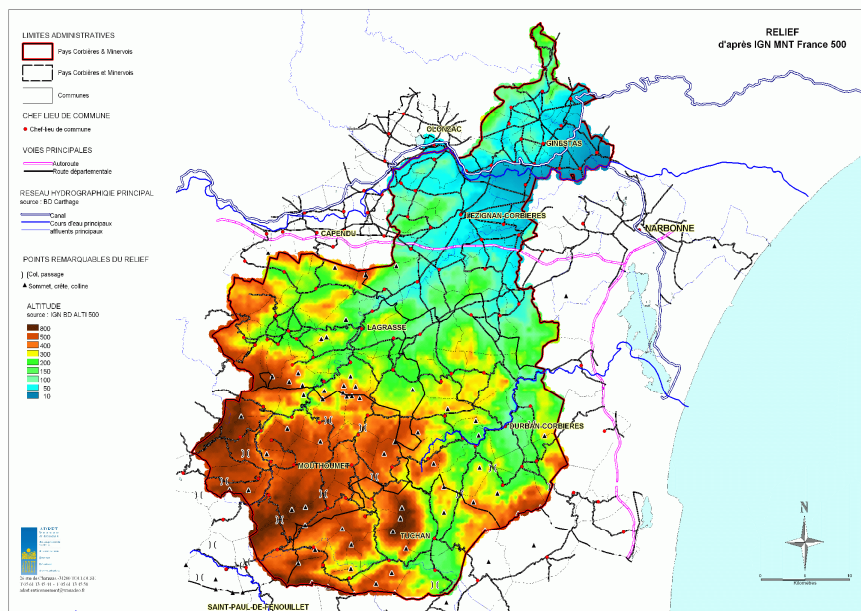 RELIEF
d'après IGN MNT France 500
LIMITES ADMINISTRATIVES
Pays Corbières & Minervois
Pays Corbières et Minervois
Communes
CHEF LIEU DE COMMUNE
Chef-lieu de commune
VOIES PRINCIPALES
Autoroute
Route départementale
RESEAU HYDROGRAPHIQUE PRINCIPAL
source : BD Carthage
Canal
Cours d'eau principaux
affluents principaux
POINTS REMARQUABLES DU RELIEF
)( Col, passage
Sommet, crête, colline
ALTITUDE
source : IGN BD ALTI 500
800
500
400
300
200
150
100
50
10
OLONZAC
GINESTAS
LEZIGNAN-CORBIERES
CAPENDU
NARBONNE
LAGRASSE
DURBAN-CORBIERES
MOUTHOUMET
TUCHAN
SAINT-PAUL-DE-FENOUILLET
N
0
10
Kilomètres